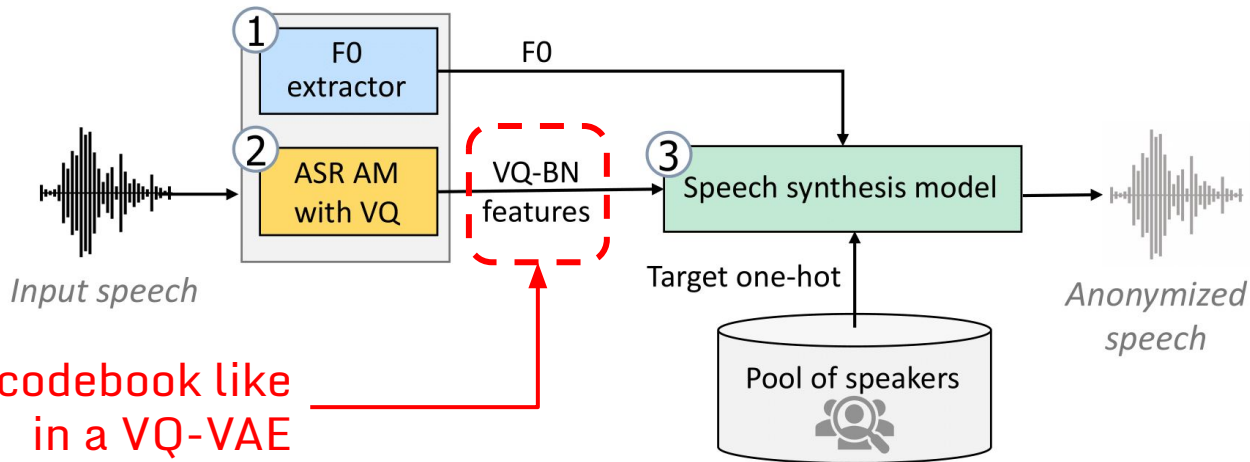 1
F0
extractor
F0
2
ASR AM
with VQ
VQ-BN
features
3
Speech synthesis model
Input speech
Target one-hot
Anonymized
speech
Pool of speakers
codebook like
in a VQ-VAE